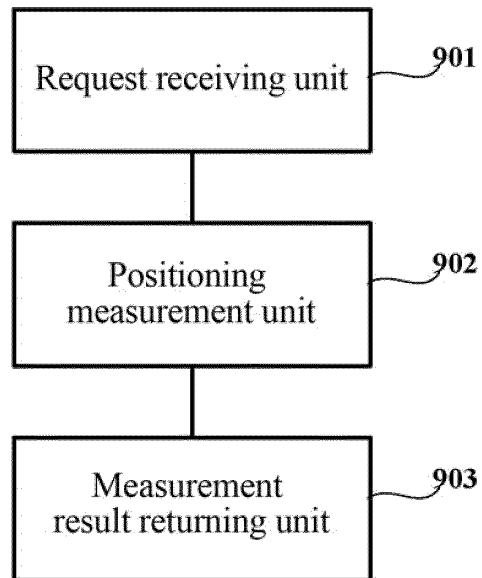 Request receiving unit
901
Positioning
measurement unit
902
Measurement
result returning unit
903